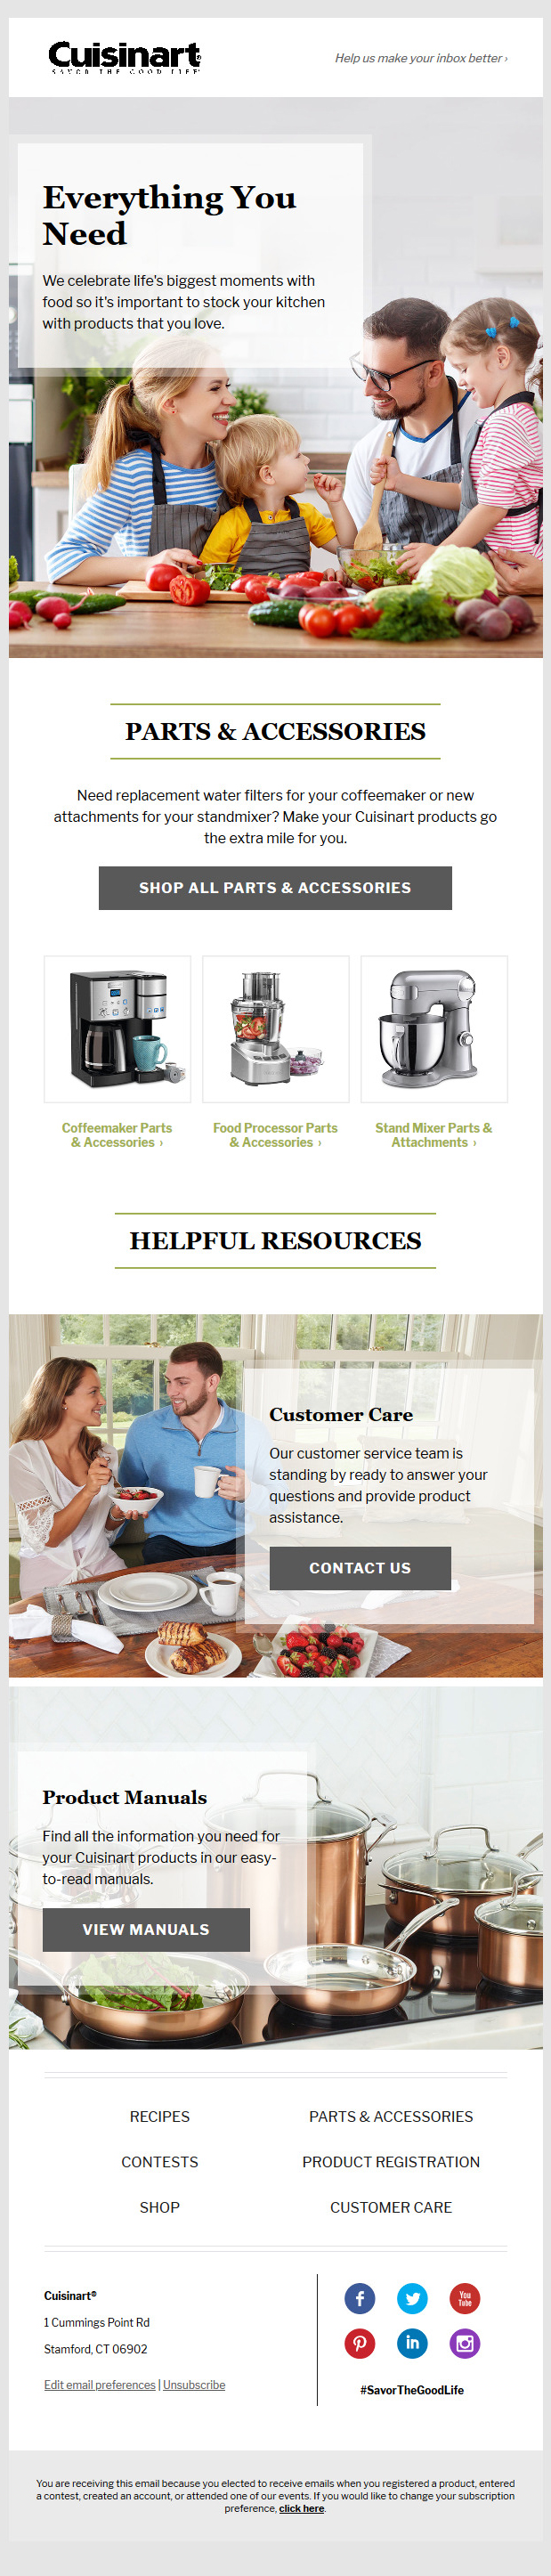 Cuisinart
SAVOR THE GOOD LIFE
Help us make your inbox better ›
Everything You
Need
We celebrate life's biggest moments with
food so it's important to stock your kitchen
with products that you love.
PARTS & ACCESSORIES
Need replacement water filters for your coffeemaker or new
attachments for your standmixer? Make your Cuisinart products go
the extra mile for you.
SHOP ALL PARTS & ACCESSORIES
Coffeemaker Parts
& Accessories ›
Food Processor Parts
& Accessories ›
Stand Mixer Parts &
Attachments ›
HELPFUL RESOURCES
Customer Care
Our customer service team is
standing by ready to answer your
questions and provide product
assistance.
CONTACT US
Product Manuals
Find all the information you need for
your Cuisinart products in our easy-
to-read manuals.
VIEW MANUALS
RECIPES
PARTS & ACCESSORIES
CONTESTS
PRODUCT REGISTRATION
SHOP
CUSTOMER CARE
Cuisinart®
1 Cummings Point Rd
Stamford, CT 06902
Edit email preferences | Unsubscribe
f
You
Tube
in
#SavorTheGoodLife
You are receiving this email because you elected to receive emails when you registered a product, entered
a contest, created an account, or attended one of our events. If you would like to change your subscription
preference, click here.